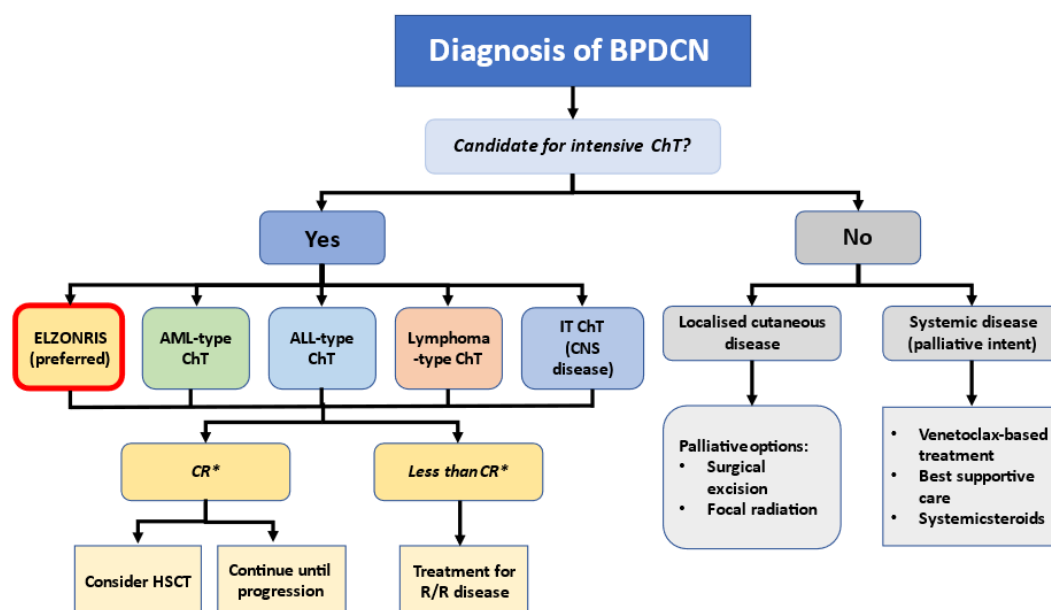 Diagnosis of BPDCN
Candidate for intensive ChT?
Yes
No
ELZONRIS
(preferred)
AML-type
ChT
ALL-type
ChT
Lymphoma
-type ChT
IT ChT
(CNS
disease)
Localised cutaneous
disease
Systemic disease
(palliative intent)
CR*
Less than CR*
Palliative options:
• Surgical
excision
• Focal radiation
• Venetoclax-based
treatment
• Best supportive
care
• Systemicsteroids
Consider HSCT
Continue until
progression
Treatment for
R/R disease